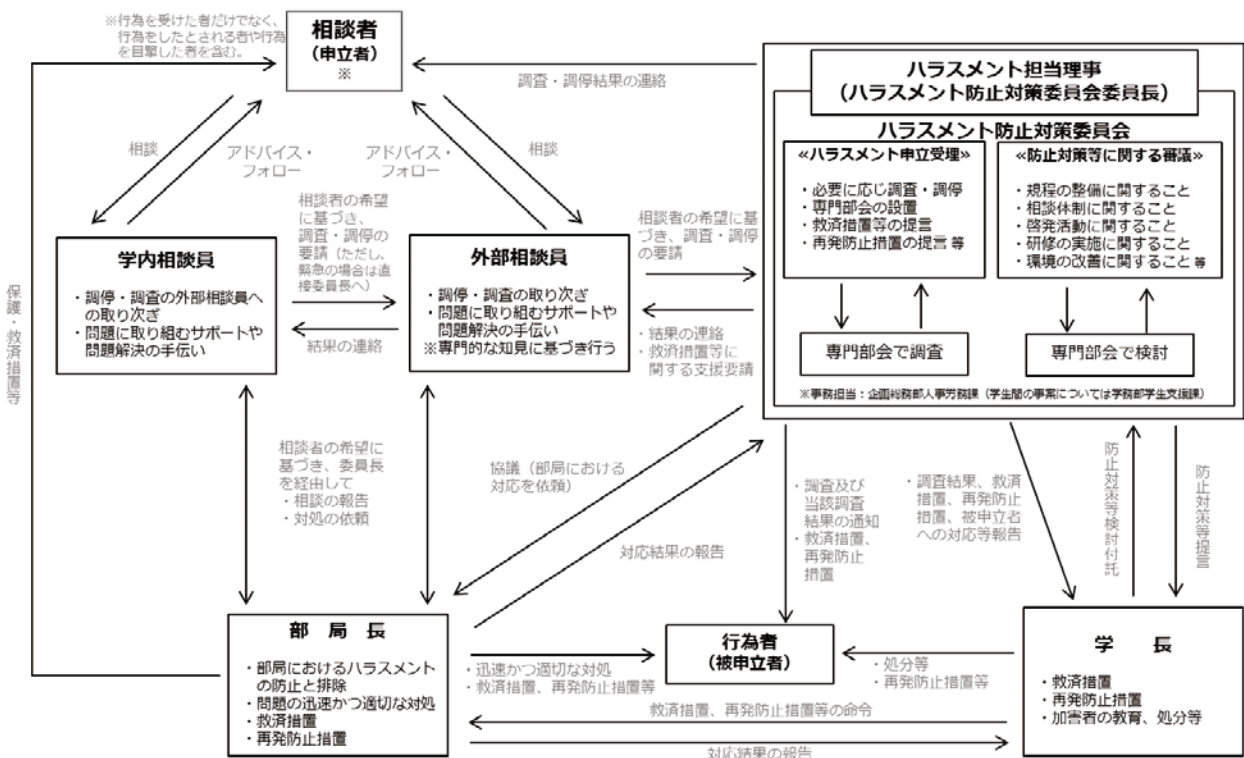 ※行為を受けた者だけでなく、
行為をしたとされる者や行為
を目撃した者を含む。
相談者
(申立者)
※
調査・調停結果の連絡
ハラスメント担当理事
(ハラスメント防止対策委員会委員長)
ハラスメント防止対策委員会
≪ハラスメント申立受理≫
・必要に応じ調査・調停
・専門部会の設置
・救済措置等の提言
・再発防止措置の提言 等
≪防止対策等に関する審議≫
・規程の整備に関すること
・相談体制に関すること
・啓発活動に関すること
・研修の実施に関すること
・環境の改善に関すること 等
専門部会で調査
専門部会で検討
※事務担当：企画総務部人事労務課（学生間の事案については学務部学生支援課）
相談
アドバイス・
フォロー
アドバイス・
フォロー
相談
相談者の希望
に基づき、
調査・調停の
要請（ただし、
緊急の場合は直
接委員長へ）
相談者の希望に基
づき、調査・調停
の要請
学内相談員
・調停・調査の外部相談員へ
の取り次ぎ
・問題に取り組むサポートや
問題解決の手伝い
外部相談員
・調停・調査の取り次ぎ
・問題に取り組むサポートや
問題解決の手伝い
※専門的な知見に基づき行う
結果の連絡
・結果の連絡
・救済措置等に
関する支援要請
保護・救済措置等
相談者の希望に
基づき、委員長
を経由して
・相談の報告
・対処の依頼
協議（部局における
対応を依頼）
対応結果の報告
・調査及び
当該調査
結果の通知
・救済措置、
再発防止
措置
・調査結果、救済
措置、再発防止
措置、被申立者
への対応等報告
防止対策等検討付託
防止対策等提言
部 局 長
・部局におけるハラスメント
の防止と排除
・問題の迅速かつ適切な対処
・救済措置
・再発防止措置
・迅速かつ適切な対処
・救済措置、再発防止措置等
行為者
(被申立者)
・処分等
・再発防止措置等
学 長
・救済措置
・再発防止措置
・加害者の教育、処分等
救済措置、再発防止措置等の命令
対応結果の報告